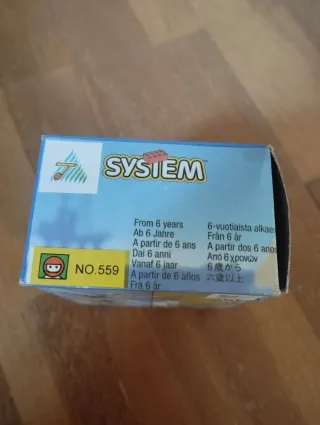 SYSTEM
From 6 years
Ab 6 Jahre
A partir de 6 ans
Dai 6 anni
Vanaf 6 jaar
A partir de 6 años
Fra 6 år
6-vuotiaista alkaen
Från 6 år
A partir dos 6 anos
Από 6 χρονών
6歳から
六歲以上
NO.559